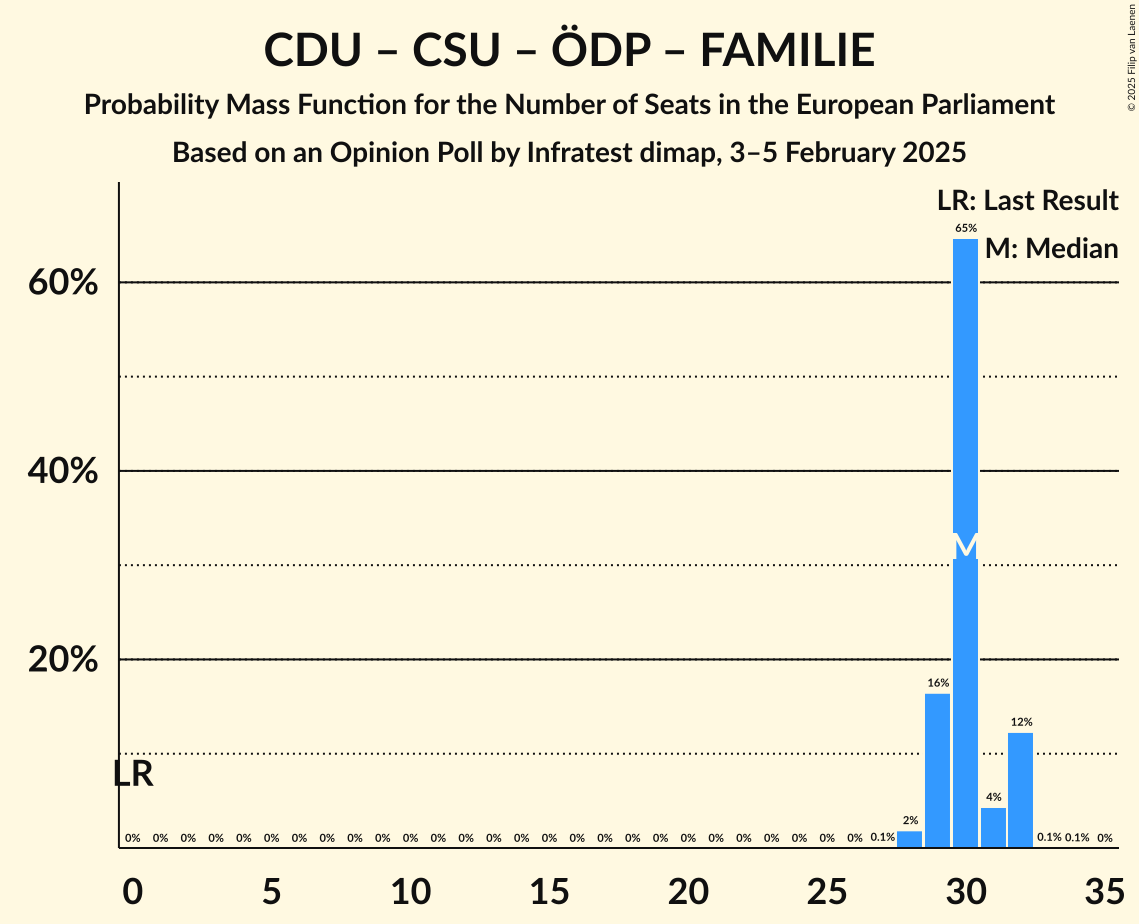 CDU – CSU – ÖDP – FAMILIE
Probability Mass Function for the Number of Seats in the European Parliament
Based on an Opinion Poll by Infratest dimap, 3–5 February 2025
© 2025 Filip van Laenen
LR: Last Result
M: Median
60%
40%
20%
65%
M
16%
12%
LR
4%
2%
0% 0% 0% 0% 0% 0% 0% 0% 0% 0% 0% 0% 0% 0% 0% 0% 0% 0% 0% 0% 0% 0% 0% 0% 0% 0% 0% 0.1% 0.1% 0.1% 0%
0 5 10 15 20 25 30 35